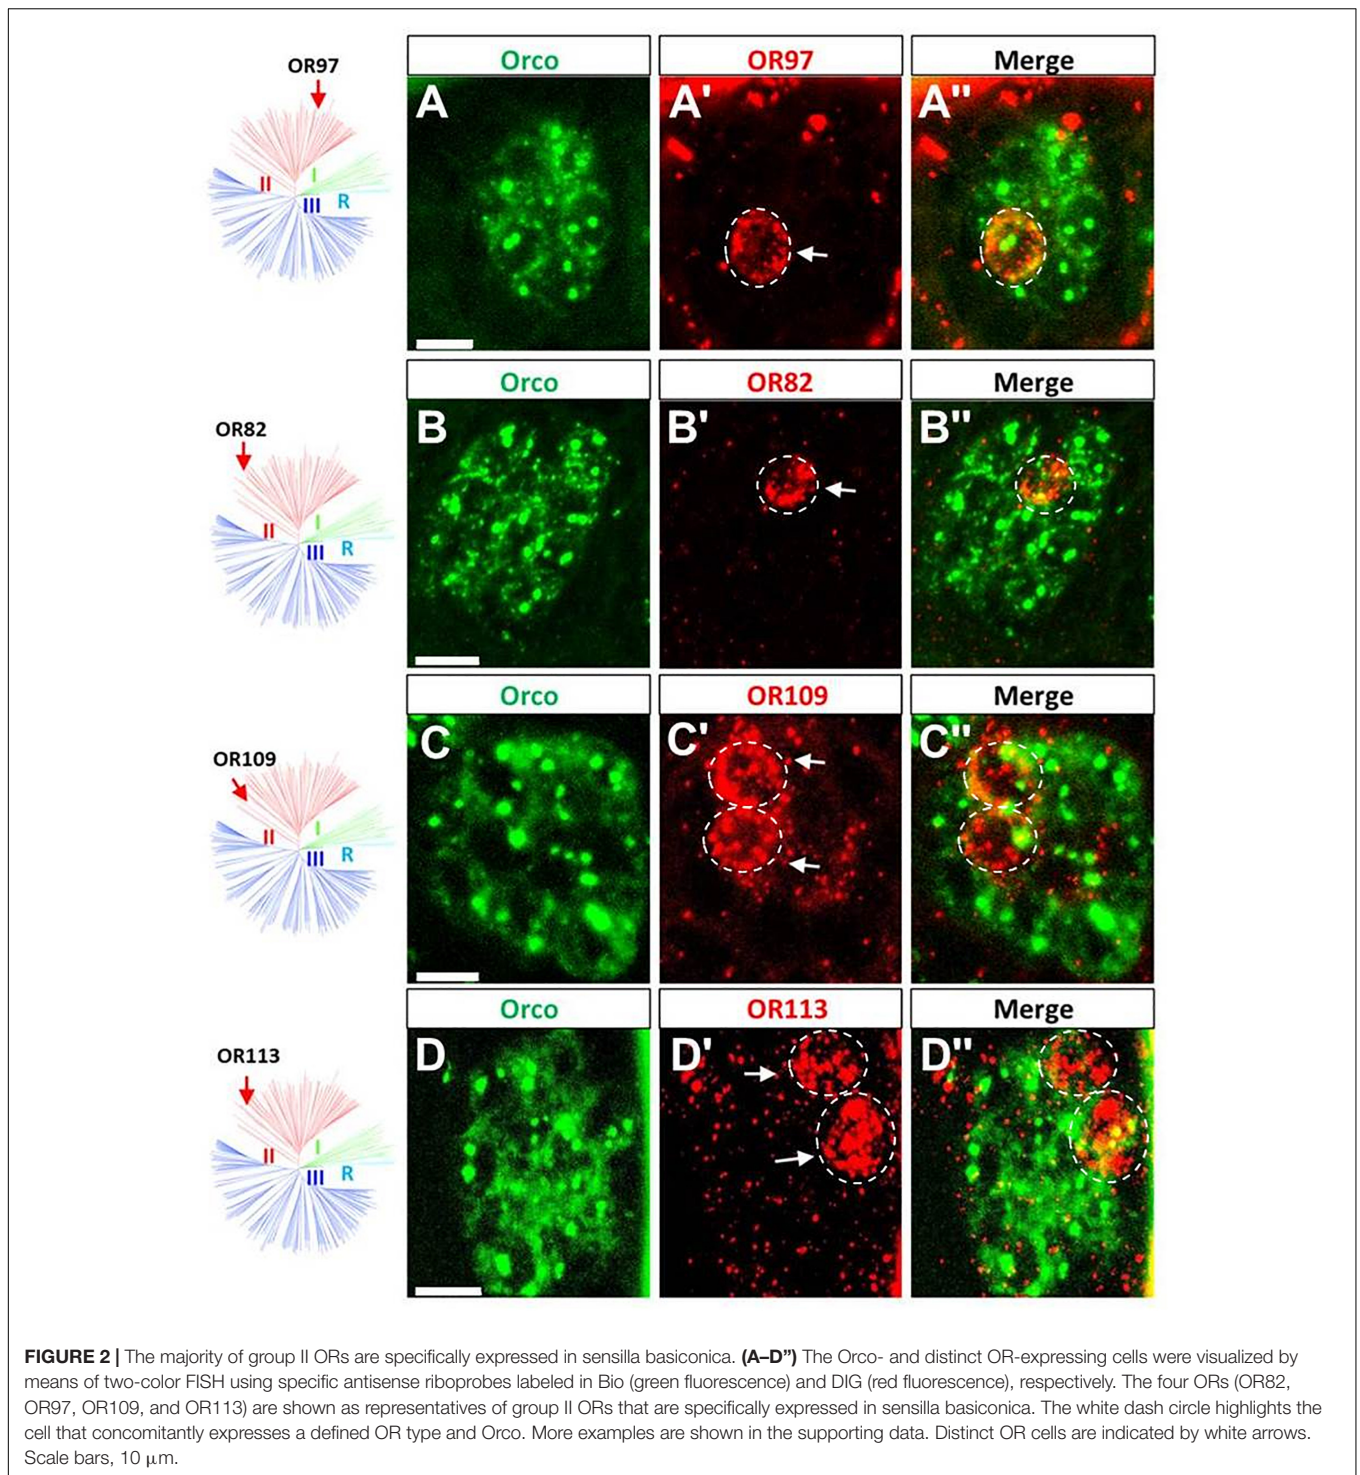 OR97
II
I
III
R
Orco
OR97
Merge
A
A'
A"
OR82
II
I
III
R
Orco
OR82
Merge
B
B'
B"
OR109
II
I
III
R
Orco
OR109
Merge
C
C'
C"
OR113
II
I
III
R
Orco
OR113
Merge
D
D'
D"
FIGURE 2 | The majority of group II ORs are specifically expressed in sensilla basiconica. (A–D”) The Orco- and distinct OR-expressing cells were visualized by
means of two-color FISH using specific antisense riboprobes labeled in Bio (green fluorescence) and DIG (red fluorescence), respectively. The four ORs (OR82,
OR97, OR109, and OR113) are shown as representatives of group II ORs that are specifically expressed in sensilla basiconica. The white dash circle highlights the
cell that concomitantly expresses a defined OR type and Orco. More examples are shown in the supporting data. Distinct OR cells are indicated by white arrows.
Scale bars, 10 μm.